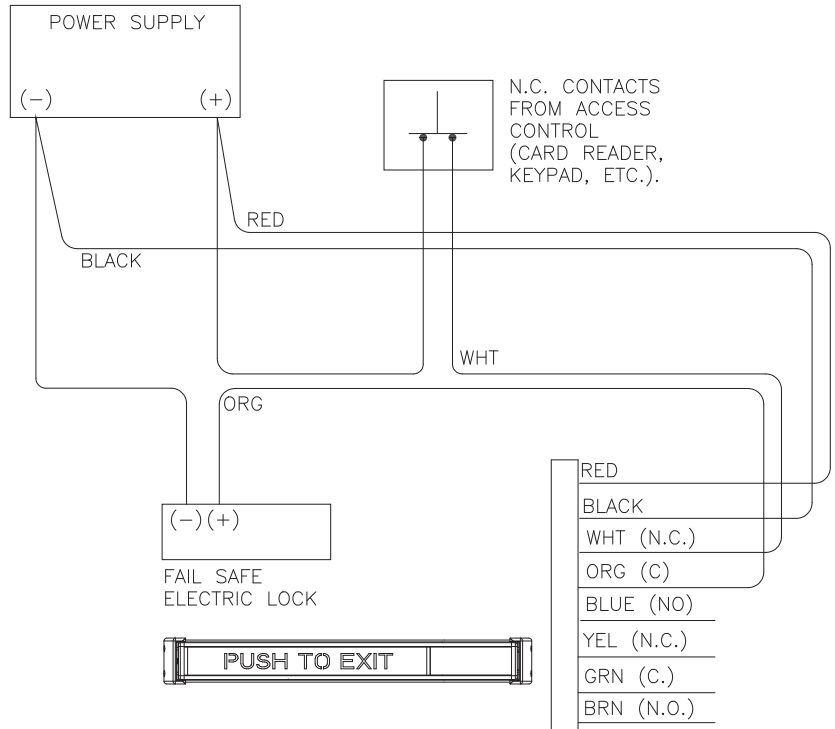 POWER SUPPLY
(-)
(+)
N.C. CONTACTS
FROM ACCESS
CONTROL
(CARD READER,
KEYPAD, ETC.).
RED
BLACK
WHT
ORG
(-)(+)
FAIL SAFE
ELECTRIC LOCK
PUSH TO EXIT
RED
BLACK
WHT (N.C.)
ORG (C)
BLUE (NO)
YEL (N.C.)
GRN (C.)
BRN (N.O.)